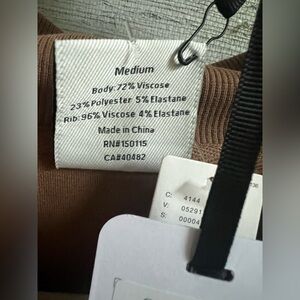 Medium
Body: 72% Viscose
23% Polyester 5% Elastane
Rib: 96% Viscose 4% Elastane
Made in China
RN#150115
CA#40482
C: 4144
V: 05291
S: 00004